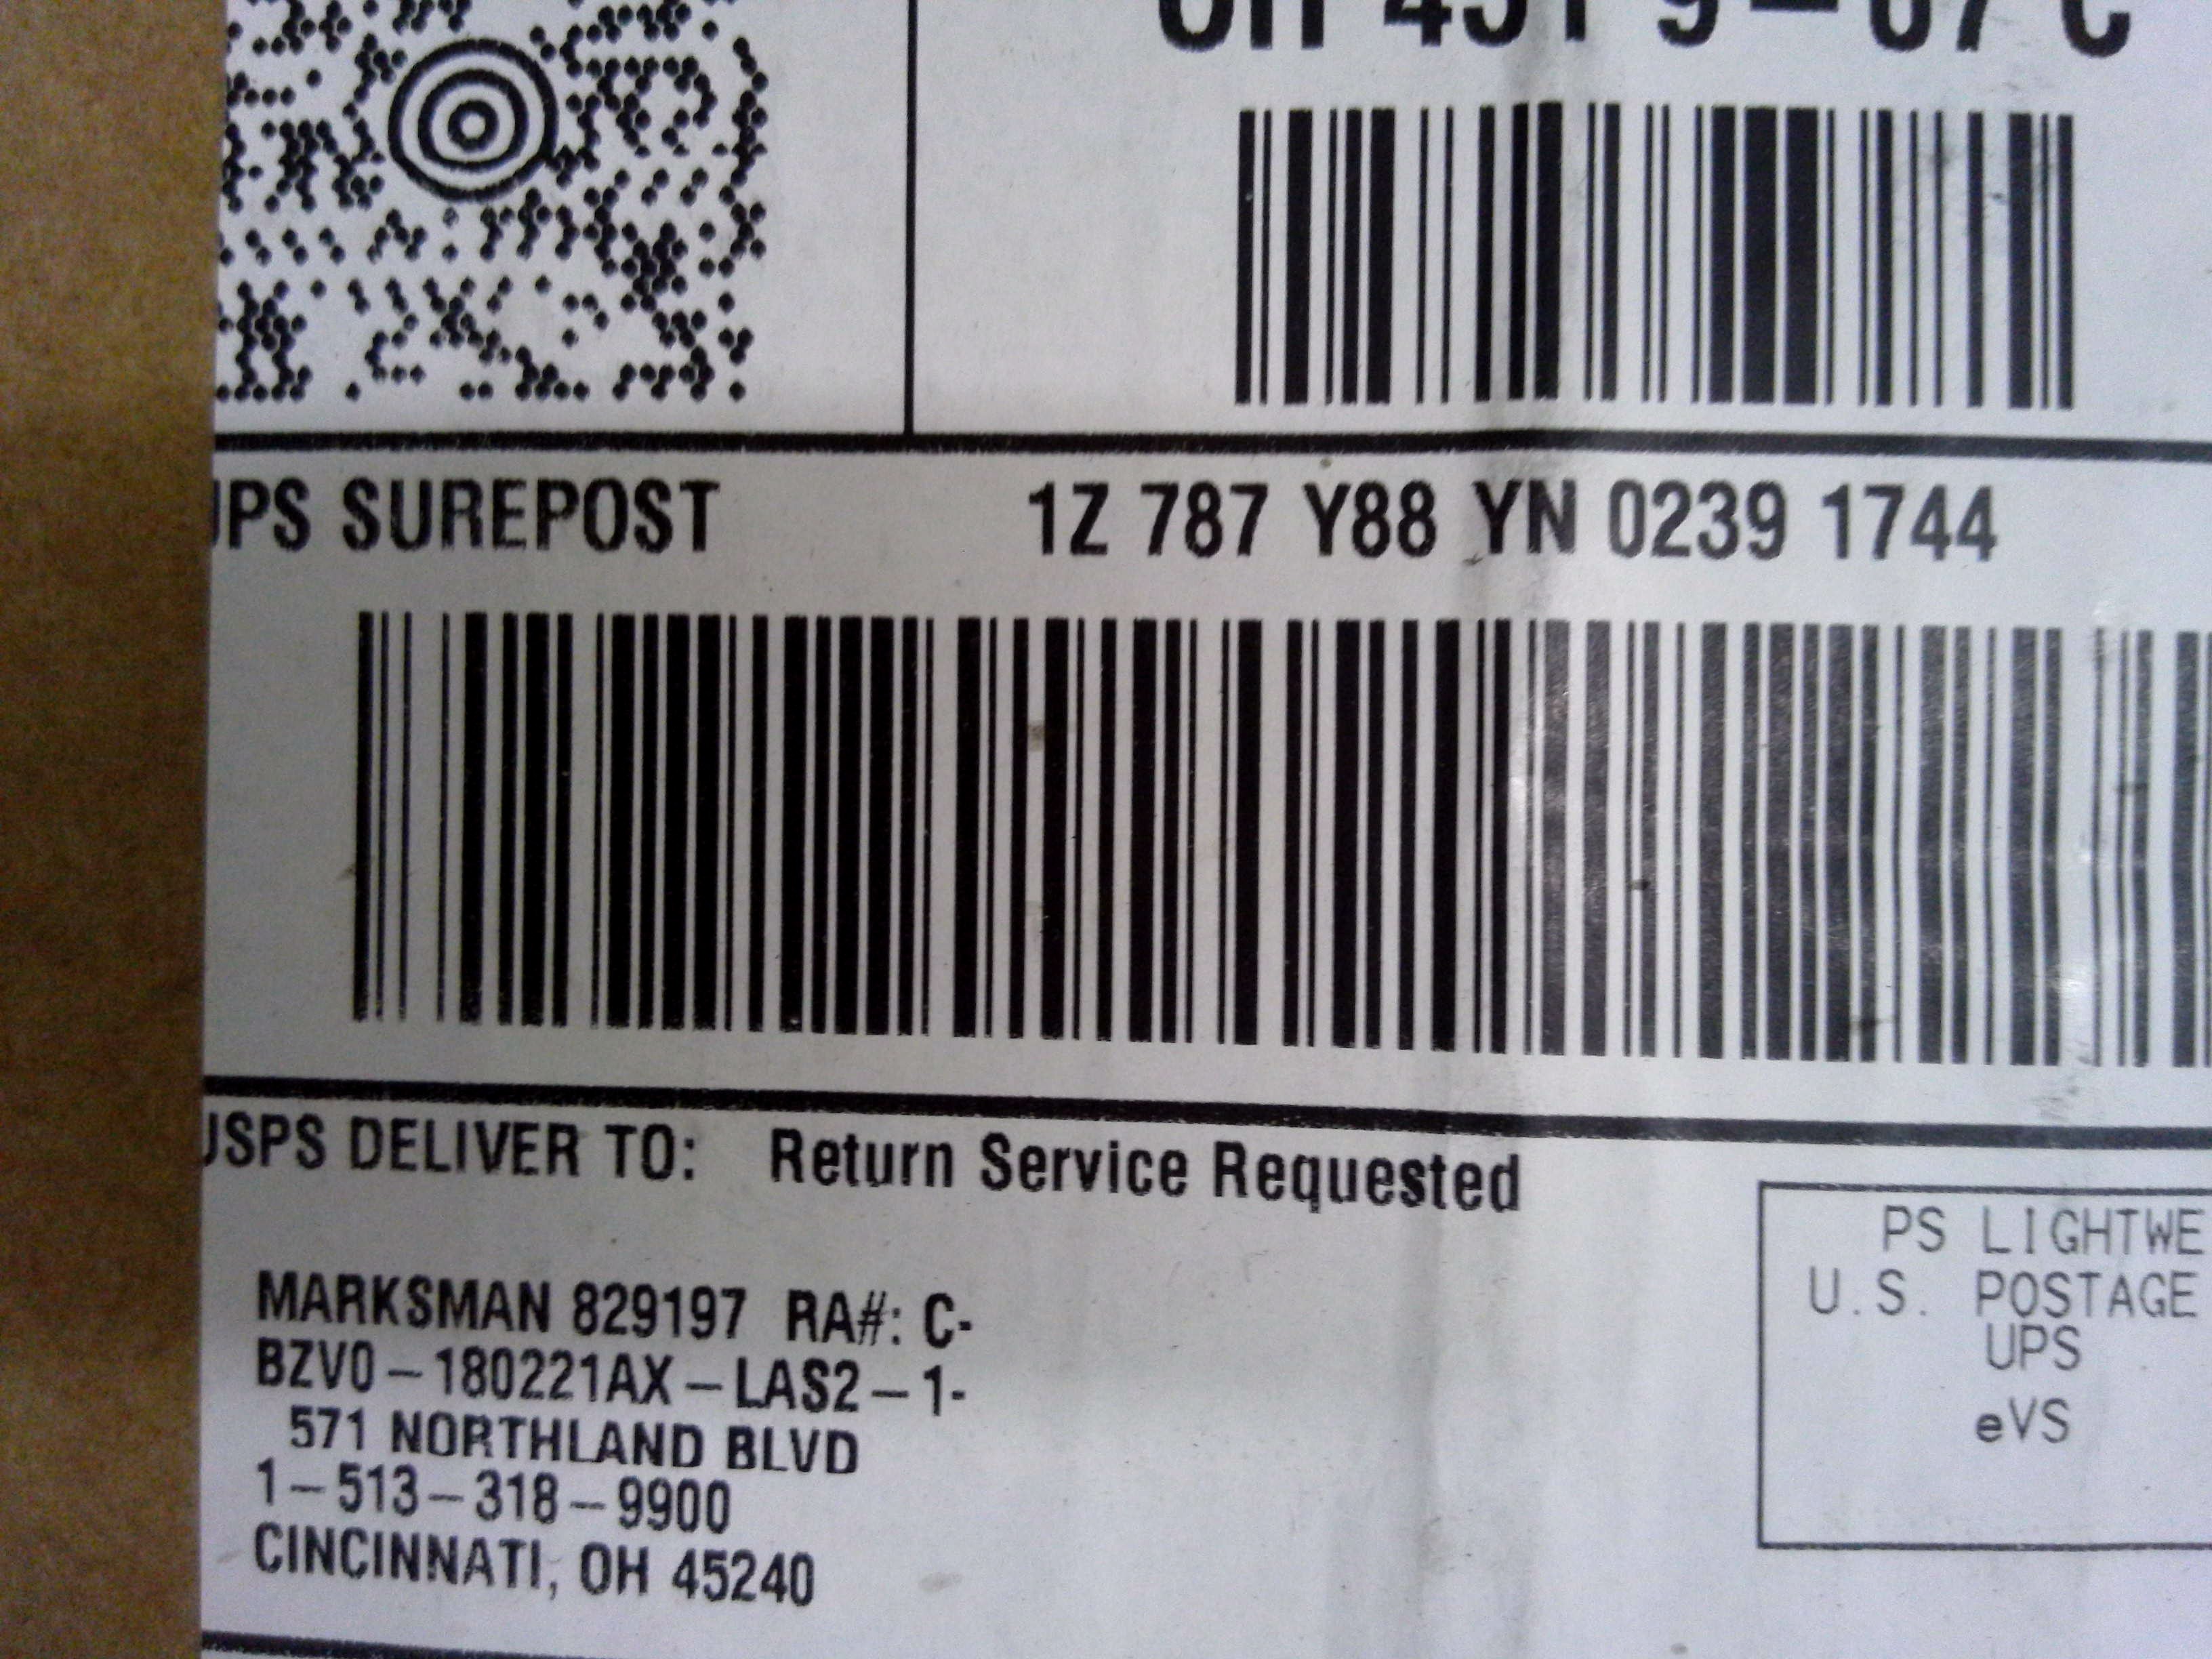 UPS SUREPOST 1Z 787 Y88 YN 0239 1744
USPS DELIVER TO: Return Service Requested
MARKSMAN 829197 RA#: C-
BZV0-180221AX-LAS2-1-
571 NORTHLAND BLVD
1-513-318-9900
CINCINNATI, OH 45240
PS LIGHTWE
U.S. POSTAGE
UPS
eVS